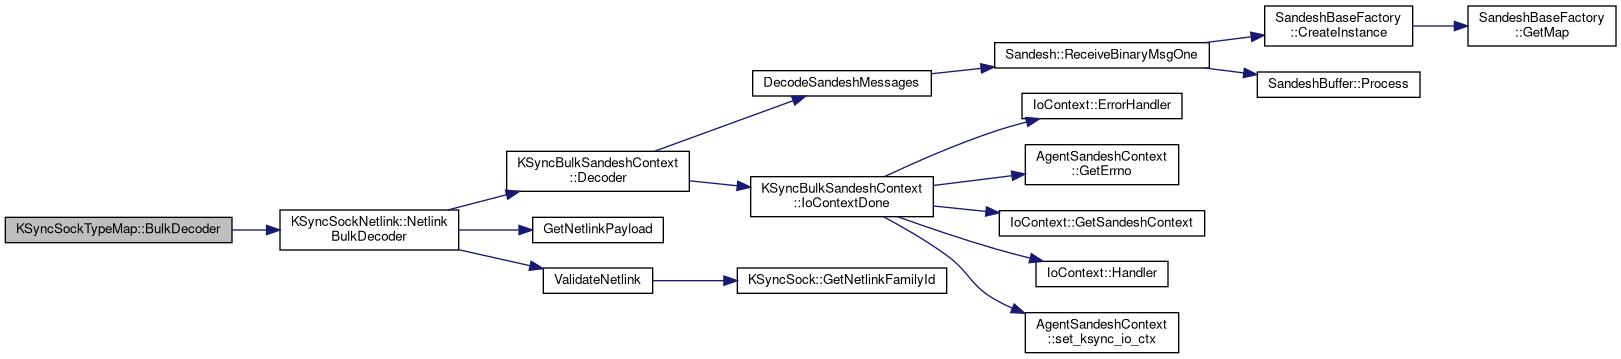 KSyncSockTypeMap::BulkDecoder
KSyncSockNetlink::Netlink
BulkDecoder
KSyncBulkSandeshContext
::Decoder
GetNetlinkPayload
ValidateNetlink
DecodeSandeshMessages
KSyncBulkSandeshContext
::IoContextDone
KSyncSock::GetNetlinkFamilyId
Sandesh::ReceiveBinaryMsgOne
IoContext::ErrorHandler
AgentSandeshContext
::GetErrno
IoContext::GetSandeshContext
IoContext::Handler
AgentSandeshContext
::set_ksync_io_ctx
SandeshBaseFactory
::CreateInstance
SandeshBuffer::Process
SandeshBaseFactory
::GetMap